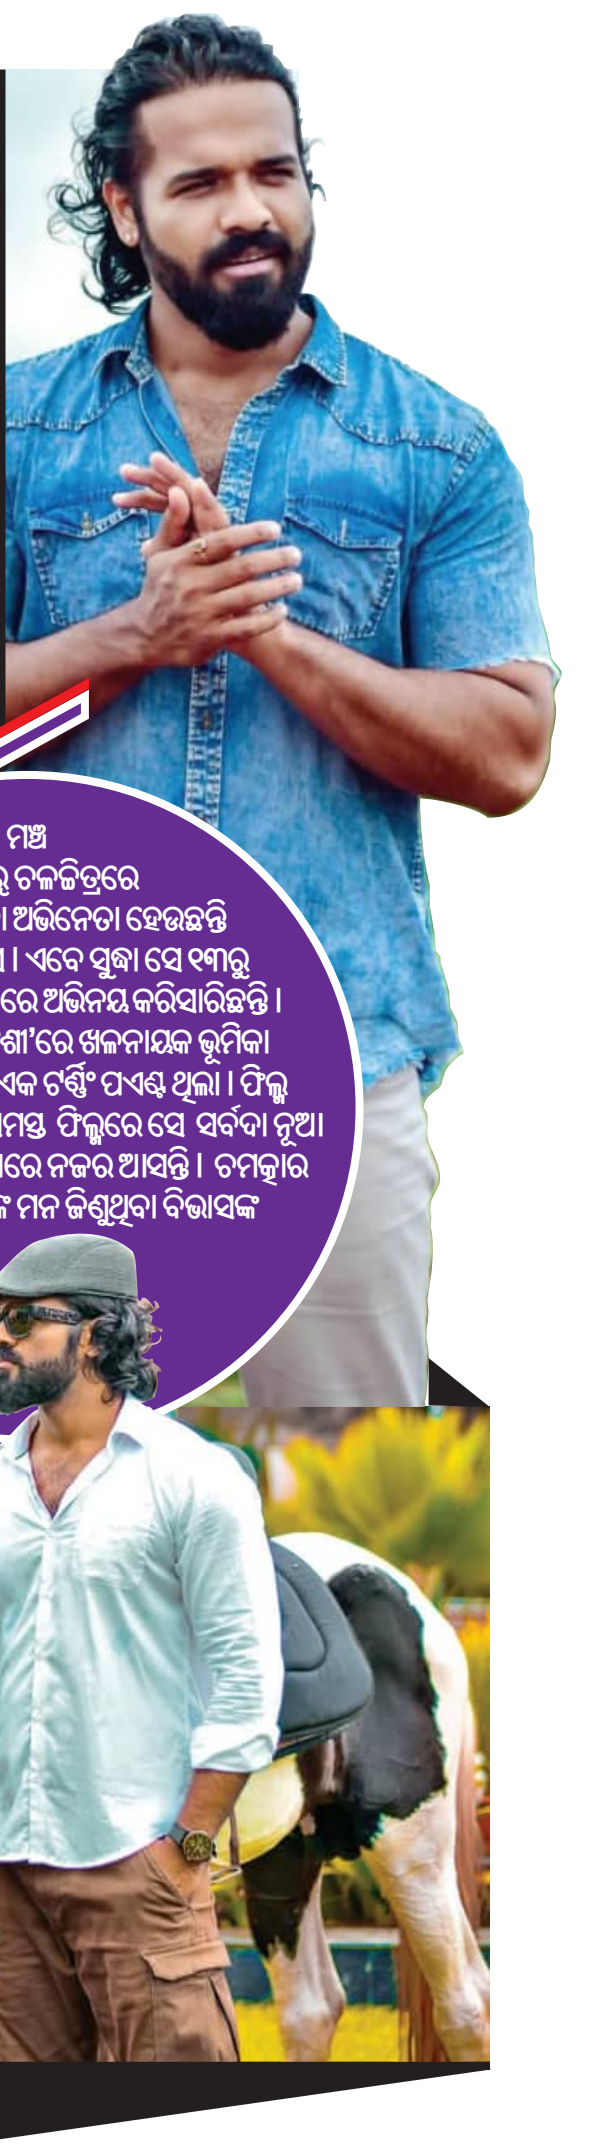 ମଞ୍ଚ
ଚଳଚ୍ଚିତ୍ରରେ
ଅଭିନେତା ହେଉଛନ୍ତି
। ଏବେ ସୁଦ୍ଧା ସେ ୧୩ରୁ
ରେ ଅଭିନୟ କରିସାରିଛନ୍ତି ।
ଶୀ’ରେ ଖଳନାୟକ ଭୂମିକା
ଏକ ଟର୍ଣ୍ଣିଂ ପଏଣ୍ଟ ଥିଲା । ଫିଲ୍ମ
ମସ୍ତ ଫିଲ୍ମରେ ସେ ସର୍ବଦା ନୂଆ
ରେ ନଜର ଆସନ୍ତି । ଚମତ୍କାର
ଙ୍କ ମନ ଜିଣୁଥିବା ବିଭାସଙ୍କ